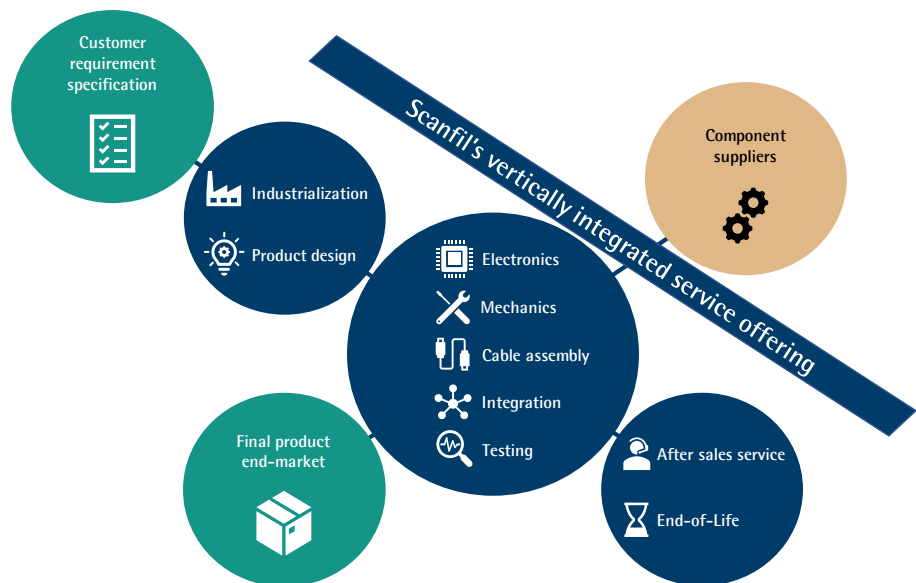 Customer
requirement
specification
Industrialization
Product design
Scanfil's vertically integrated service offering
Component
suppliers
Electronics
Mechanics
Cable assembly
Integration
Testing
Final product
end-market
After sales service
End-of-Life